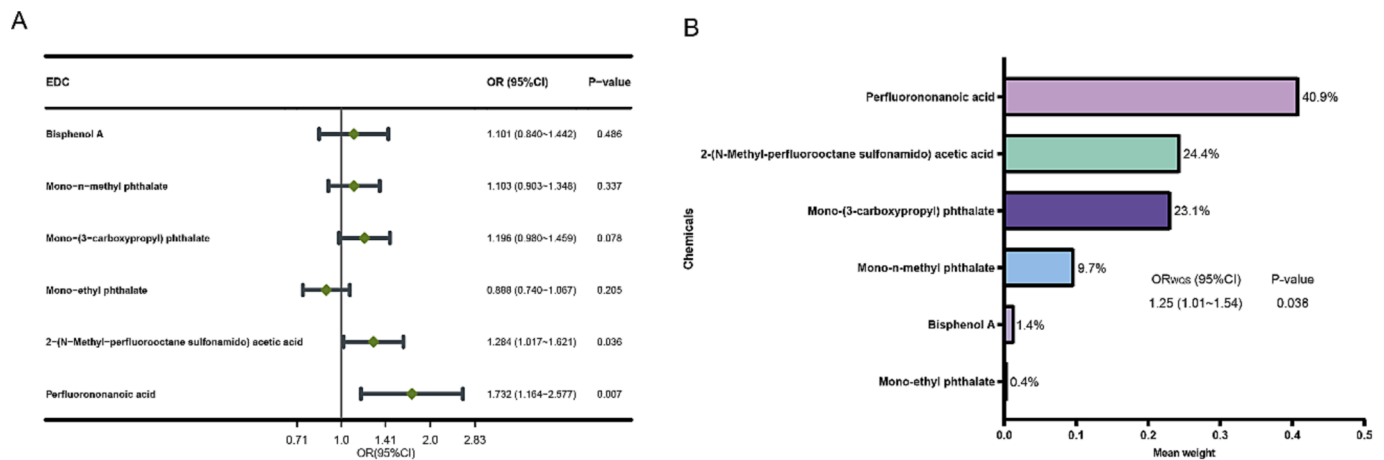 A
EDC OR (95%CI) P−value
Bisphenol A 1.101 (0.840~1.442) 0.486
Mono−n−methyl phthalate 1.103 (0.903~1.348) 0.337
Mono−(3−carboxypropyl) phthalate 1.196 (0.980~1.459) 0.078
Mono−ethyl phthalate 0.888 (0.740~1.067) 0.205
2−(N−Methyl−perfluorooctane sulfonamido) acetic acid 1.284 (1.017~1.621) 0.036
Perfluorononanoic acid 1.732 (1.164~2.577) 0.007
0.71 1.0 1.41 2.0 2.83
OR(95%CI)
B
Chemicals
Perfluorononanoic acid 40.9%
2-(N-Methyl-perfluorooctane sulfonamido) acetic acid 24.4%
Mono-(3-carboxypropyl) phthalate 23.1%
Mono-n-methyl phthalate 9.7%
ORWQS (95%CI) P-value
1.25 (1.01~1.54) 0.038
Bisphenol A 1.4%
Mono-ethyl phthalate 0.4%
0.0 0.1 0.2 0.3 0.4 0.5
Mean weight